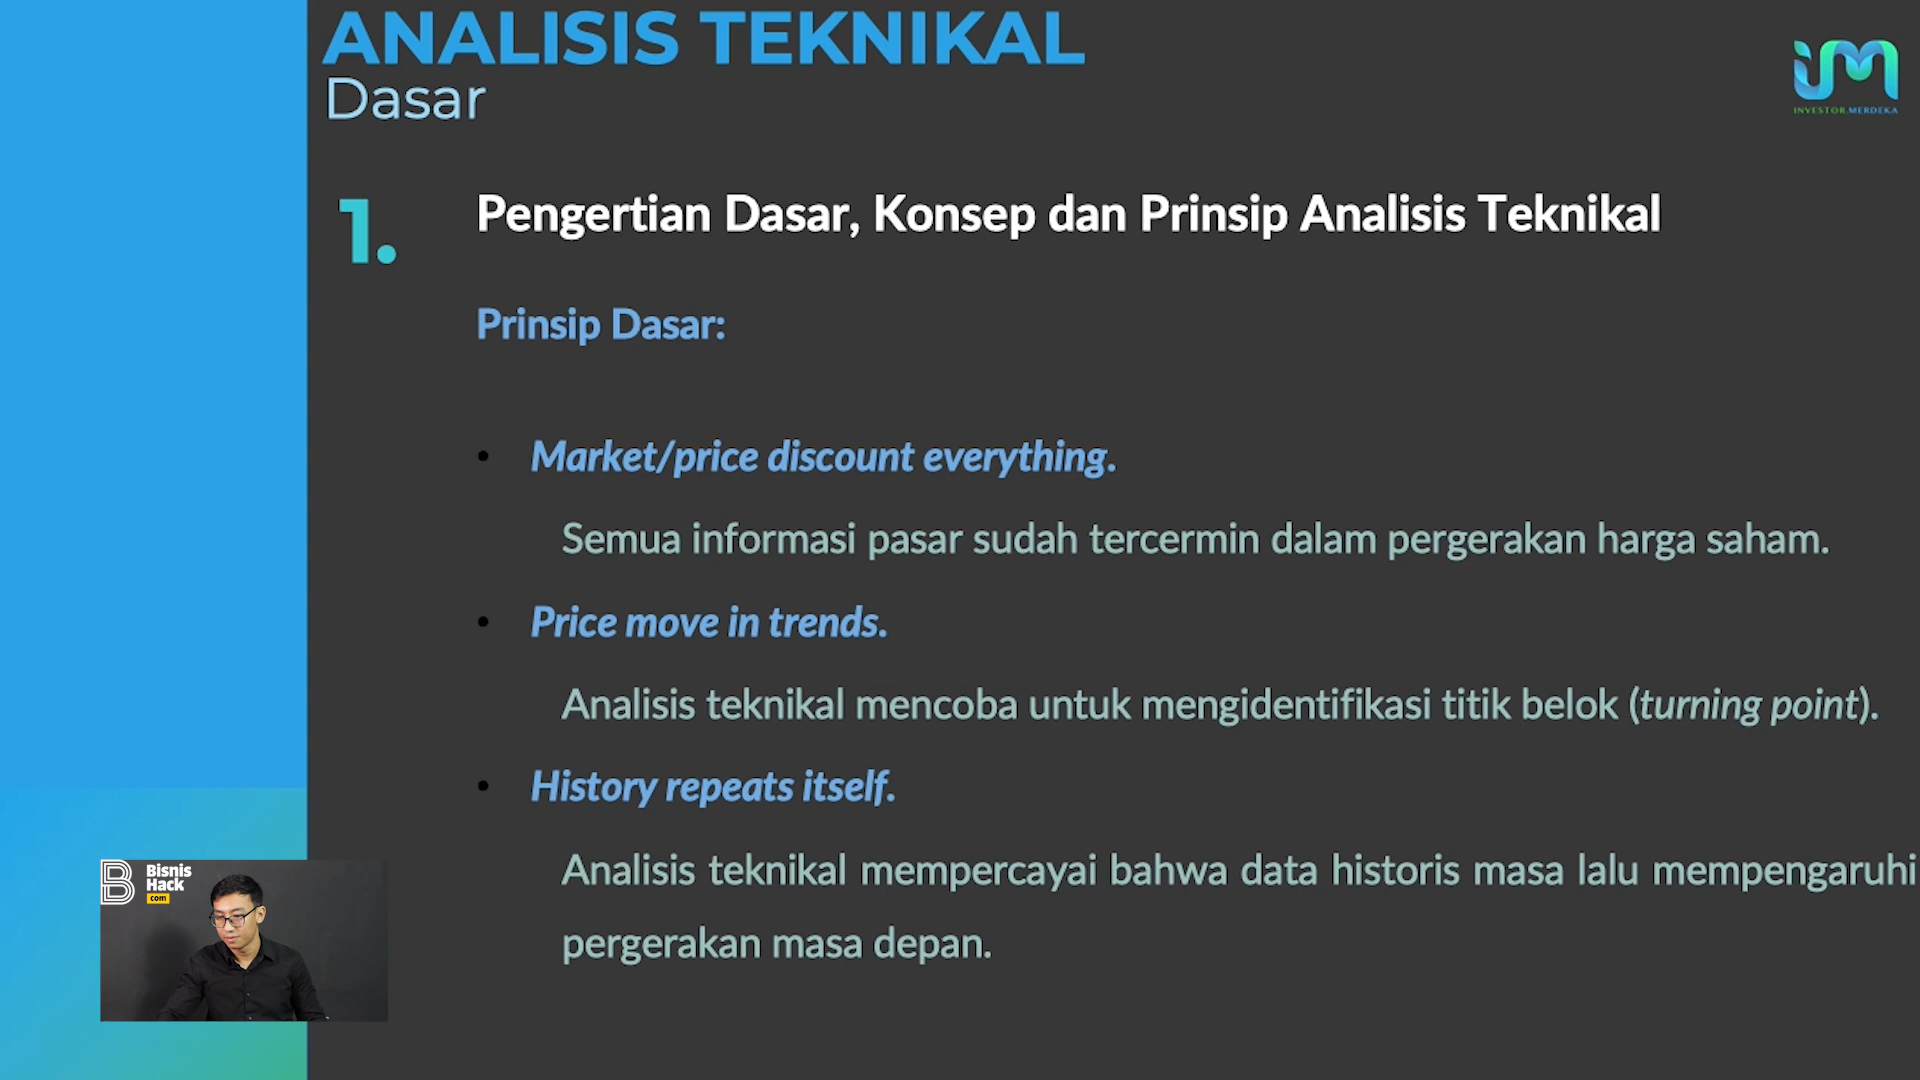 ANALISIS TEKNIKAL
Dasar
INVESTOR.MERDEKA
1.
Pengertian Dasar, Konsep dan Prinsip Analisis Teknikal
Prinsip Dasar:
• Market/price discount everything.
Semua informasi pasar sudah tercermin dalam pergerakan harga saham.
• Price move in trends.
Analisis teknikal mencoba untuk mengidentifikasi titik belok (turning point).
• History repeats itself.
Analisis teknikal mempercayai bahwa data historis masa lalu mempengaruhi
pergerakan masa depan.
Bisnis
Hack
com